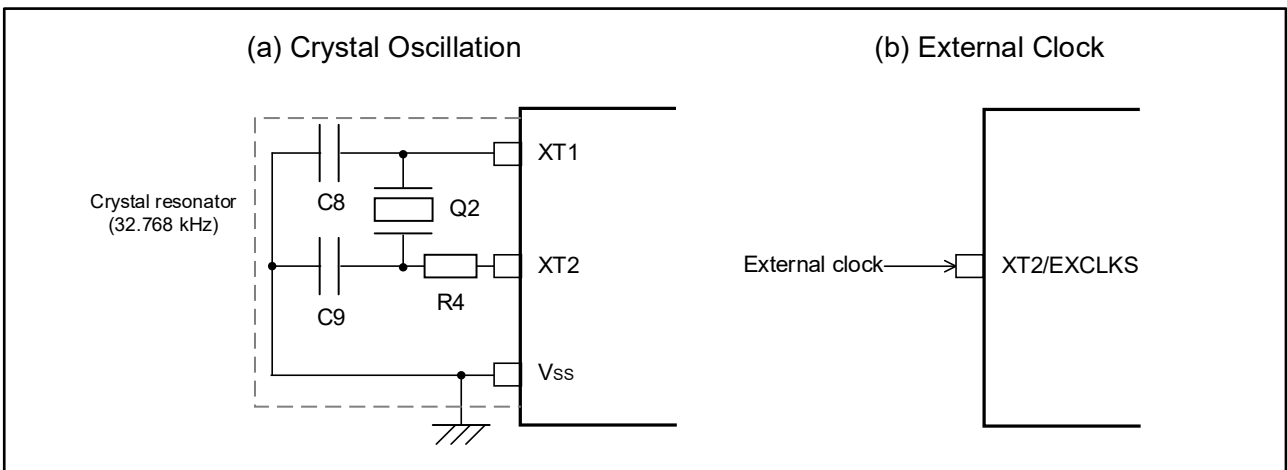 (a) Crystal Oscillation
(b) External Clock
XT1
C8
Q2
Crystal resonator
(32.768 kHz)
XT2
R4
C9
Vss
External clock
XT2/EXCLKS